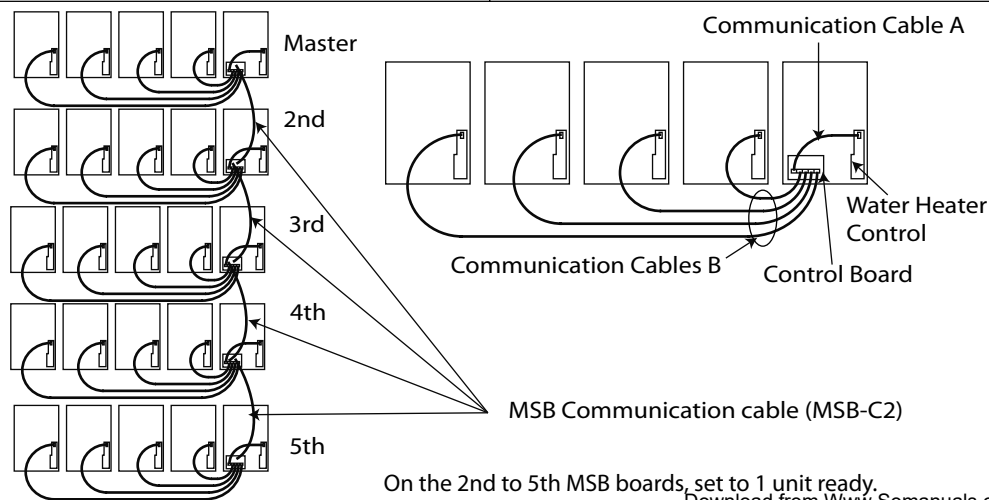 Communication Cable A
Master
2nd
3rd
4th
5th
Water Heater
Control
Communication Cables B
Control Board
MSB Communication cable (MSB-C2)
On the 2nd to 5th MSB boards, set to 1 unit ready.
Download from Www.Somanuals.c